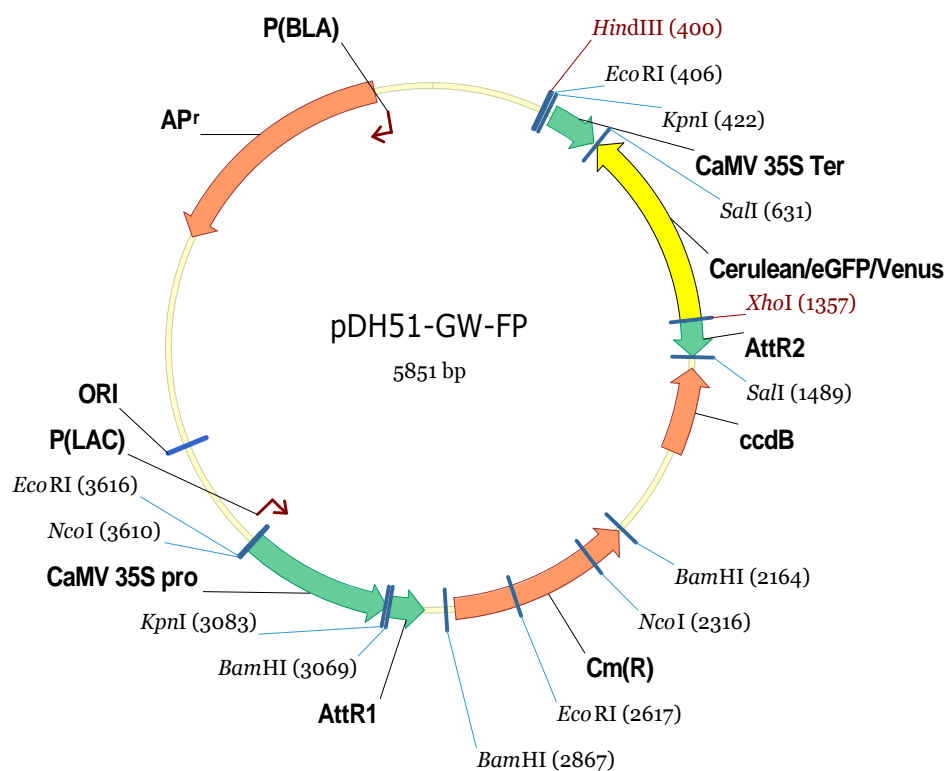 P(BLA)
HindIII (400)
EcoRI (406)
KpnI (422)
APr
CaMV 35S Ter
SalI (631)
Cerulean/eGFP/Venus
XhoI (1357)
pDH51-GW-FP
5851 bp
AttR2
SalI (1489)
ORI
ccdB
P(LAC)
EcoRI (3616)
NcoI (3610)
CaMV 35S pro
BamHI (2164)
KpnI (3083)
NcoI (2316)
BamHI (3069)
Cm(R)
AttR1
EcoRI (2617)
BamHI (2867)